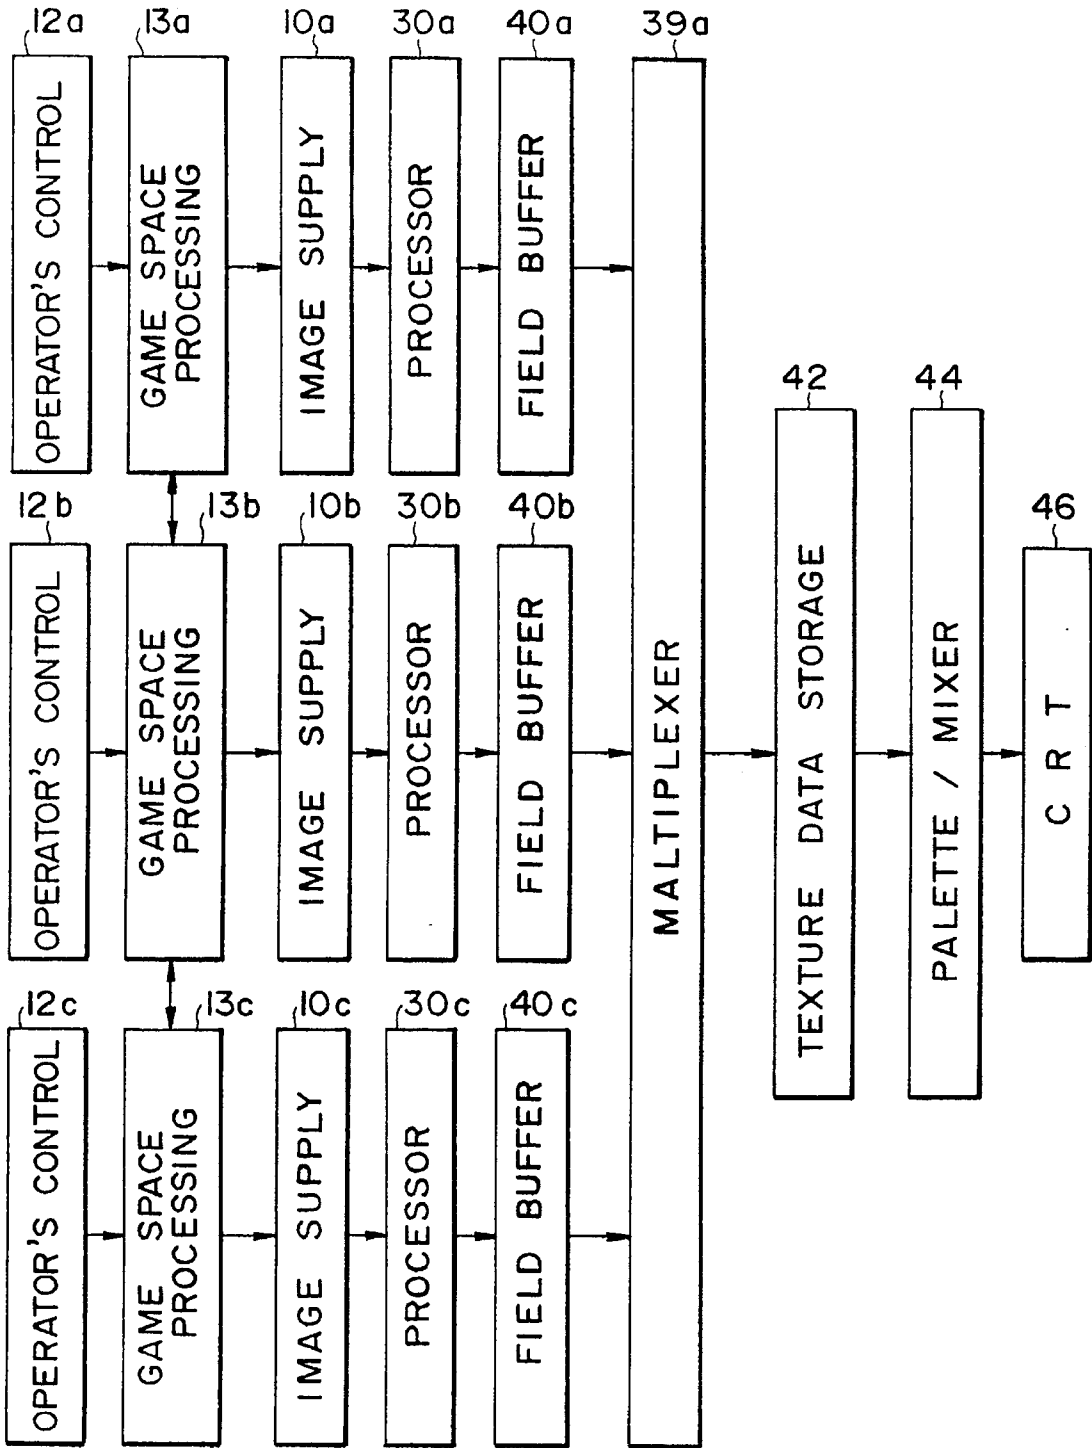 12a
OPERATOR'S CONTROL
13a
GAME SPACE
PROCESSING
10a
IMAGE SUPPLY
30a
PROCESSOR
40a
FIELD BUFFER
12b
OPERATOR'S CONTROL
13b
GAME SPACE
PROCESSING
10b
IMAGE SUPPLY
30b
PROCESSOR
40b
FIELD BUFFER
12c
OPERATOR'S CONTROL
13c
GAME SPACE
PROCESSING
10c
IMAGE SUPPLY
30c
PROCESSOR
40c
FIELD BUFFER
39a
MALTIPLEXER
42
TEXTURE DATA STORAGE
44
PALETTE / MIXER
46
C R T